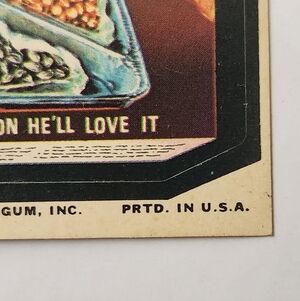 ON HE'LL LOVE IT
GUM, INC. PRTD. IN U.S.A.